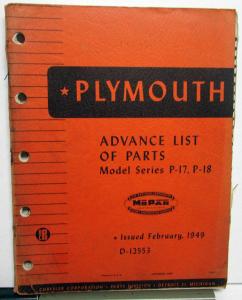 ★ PLYMOUTH
ADVANCE LIST
OF PARTS
Model Series P-17, P-18
MOPAR
★ Issued February, 1949
D-12553
CHRYSLER CORPORATION • PARTS DIVISION • DETROIT 31, MICHIGAN